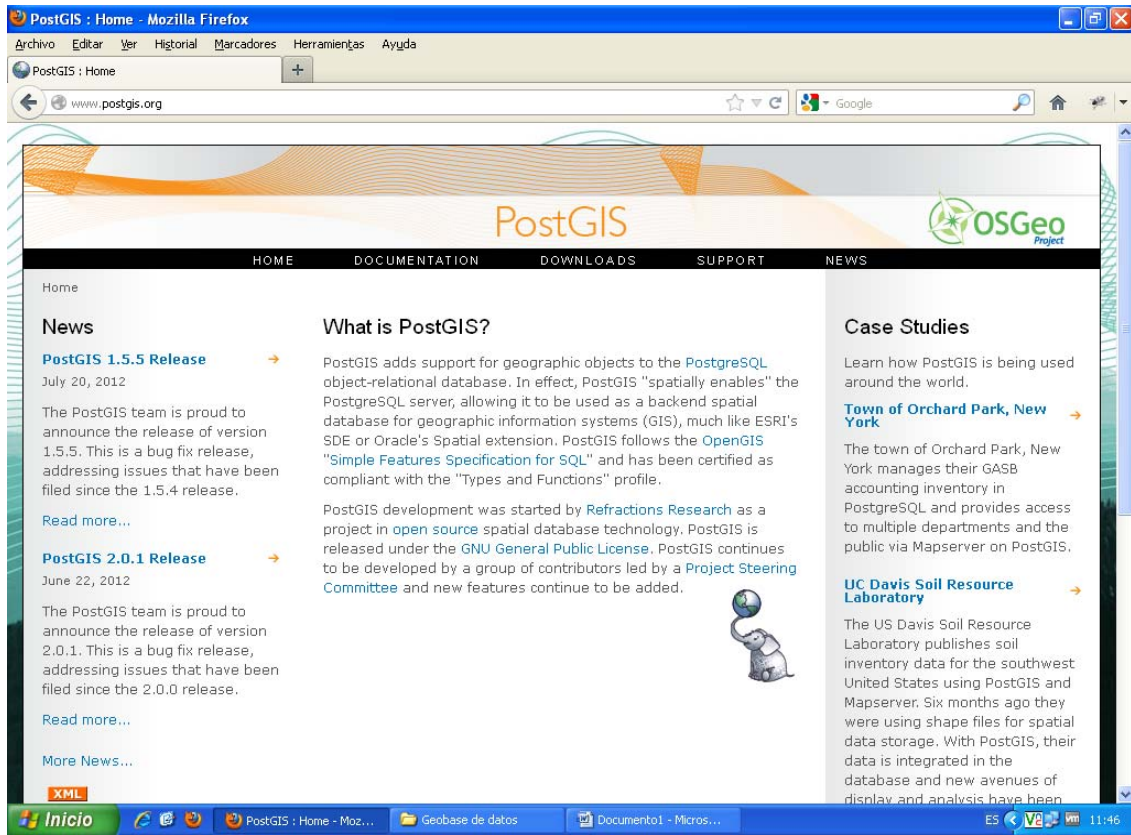 PostGIS : Home - Mozilla Firefox
Archivo Editar Ver Historial Marcadores Herramientas Ayuda
PostGIS : Home
www.postgis.org
Google
PostGIS
OSGeo
Project
HOME DOCUMENTATION DOWNLOADS SUPPORT NEWS
Home
News
PostGIS 1.5.5 Release
July 20, 2012
The PostGIS team is proud to
announce the release of version
1.5.5. This is a bug fix release,
addressing issues that have been
filed since the 1.5.4 release.
Read more...
PostGIS 2.0.1 Release
June 22, 2012
The PostGIS team is proud to
announce the release of version
2.0.1. This is a bug fix release,
addressing issues that have been
filed since the 2.0.0 release.
Read more...
More News...
XML
What is PostGIS?
PostGIS adds support for geographic objects to the PostgreSQL
object-relational database. In effect, PostGIS "spatially enables" the
PostgreSQL server, allowing it to be used as a backend spatial
database for geographic information systems (GIS), much like ESRI's
SDE or Oracle's Spatial extension. PostGIS follows the OpenGIS
"Simple Features Specification for SQL" and has been certified as
compliant with the "Types and Functions" profile.
PostGIS development was started by Refractions Research as a
project in open source spatial database technology. PostGIS is
released under the GNU General Public License. PostGIS continues
to be developed by a group of contributors led by a Project Steering
Committee and new features continue to be added.
Case Studies
Learn how PostGIS is being used
around the world.
Town of Orchard Park, New
York
The town of Orchard Park, New
York manages their GASB
accounting inventory in
PostgreSQL and provides access
to multiple departments and the
public via Mapserver on PostGIS.
UC Davis Soil Resource
Laboratory
The US Davis Soil Resource
Laboratory publishes soil
inventory data for the southwest
United States using PostGIS and
Mapserver. Six months ago they
were using shape files for spatial
data storage. With PostGIS, their
data is integrated in the
database and new avenues of
display and analysis have been
Inicio
PostGIS : Home - Moz...
Geobase de datos
Documento1 - Micros...
ES
11:46